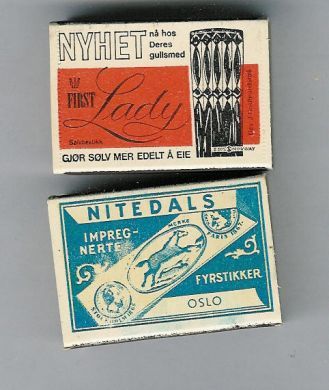 NYHET
nå hos
Deres
gullsmed
FIRST
Lady
Sølvbestikk
GJØR SØLV MER EDELT Å EIE
NITEDALS
IMPREG-
NERTE
MERKE
FYRSTIKKER
OSLO